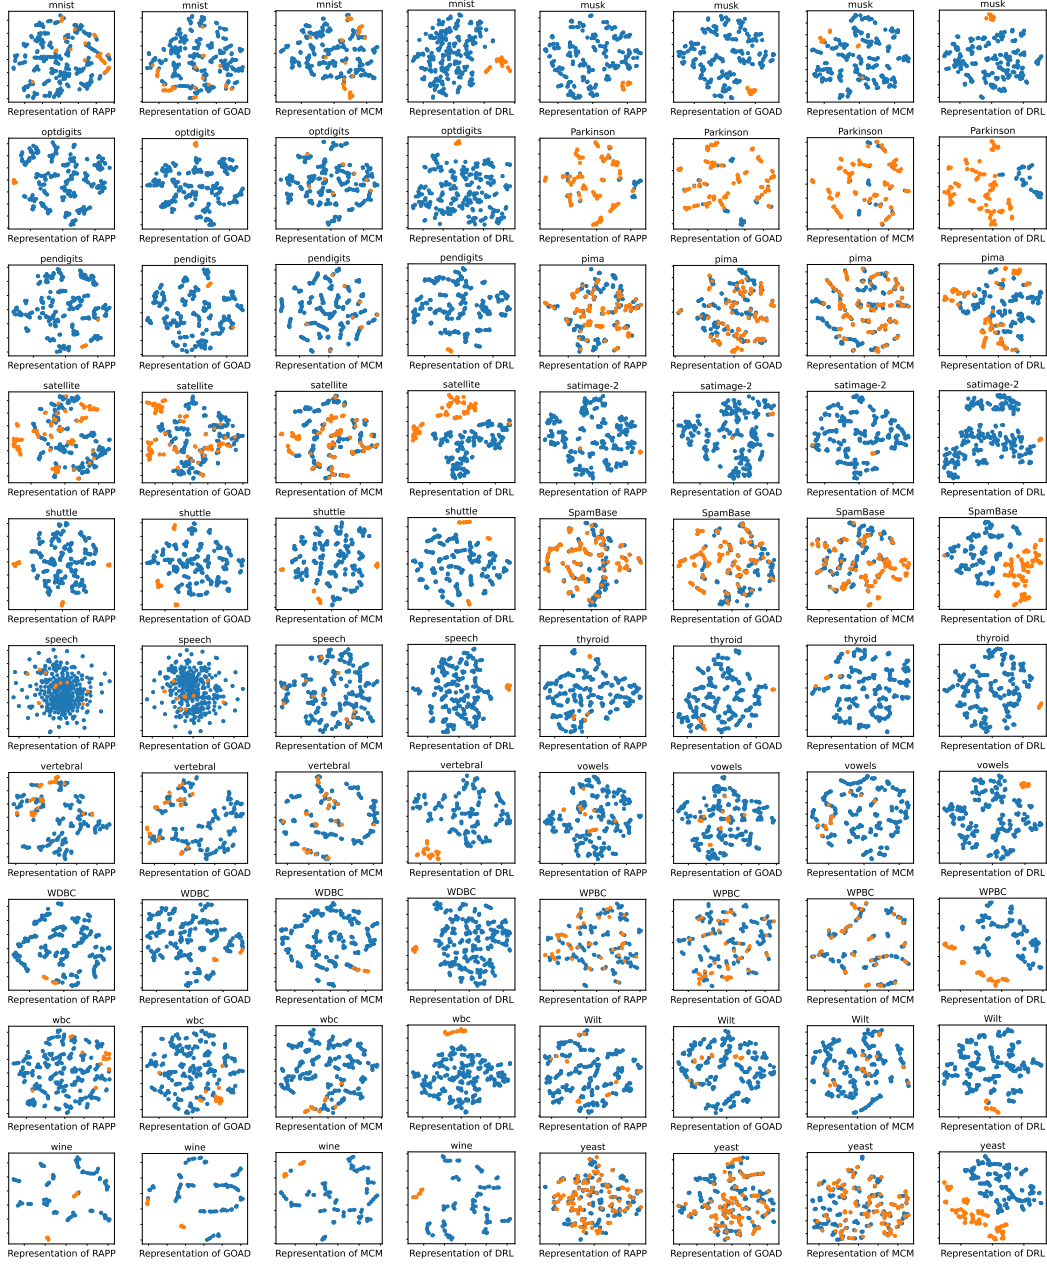 mnist mnist mnist mnist musk musk musk musk
Representation of RAPP Representation of GOAD Representation of MCM Representation of DRL Representation of RAPP Representation of GOAD Representation of MCM Representation of DRL
optdigits optdigits optdigits optdigits Parkinson Parkinson Parkinson Parkinson
Representation of RAPP Representation of GOAD Representation of MCM Representation of DRL Representation of RAPP Representation of GOAD Representation of MCM Representation of DRL
pendigits pendigits pendigits pendigits pima pima pima pima
Representation of RAPP Representation of GOAD Representation of MCM Representation of DRL Representation of RAPP Representation of GOAD Representation of MCM Representation of DRL
satellite satellite satellite satellite satimage-2 satimage-2 satimage-2 satimage-2
Representation of RAPP Representation of GOAD Representation of MCM Representation of DRL Representation of RAPP Representation of GOAD Representation of MCM Representation of DRL
shuttle shuttle shuttle shuttle SpamBase SpamBase SpamBase SpamBase
Representation of RAPP Representation of GOAD Representation of MCM Representation of DRL Representation of RAPP Representation of GOAD Representation of MCM Representation of DRL
speech speech speech speech thyroid thyroid thyroid thyroid
Representation of RAPP Representation of GOAD Representation of MCM Representation of DRL Representation of RAPP Representation of GOAD Representation of MCM Representation of DRL
vertebral vertebral vertebral vertebral vowels vowels vowels vowels
Representation of RAPP Representation of GOAD Representation of MCM Representation of DRL Representation of RAPP Representation of GOAD Representation of MCM Representation of DRL
WDBC WDBC WDBC WDBC WPBC WPBC WPBC WPBC
Representation of RAPP Representation of GOAD Representation of MCM Representation of DRL Representation of RAPP Representation of GOAD Representation of MCM Representation of DRL
wbc wbc wbc wbc Wilt Wilt Wilt Wilt
Representation of RAPP Representation of GOAD Representation of MCM Representation of DRL Representation of RAPP Representation of GOAD Representation of MCM Representation of DRL
wine wine wine wine yeast yeast yeast yeast
Representation of RAPP Representation of GOAD Representation of MCM Representation of DRL Representation of RAPP Representation of GOAD Representation of MCM Representation of DRL